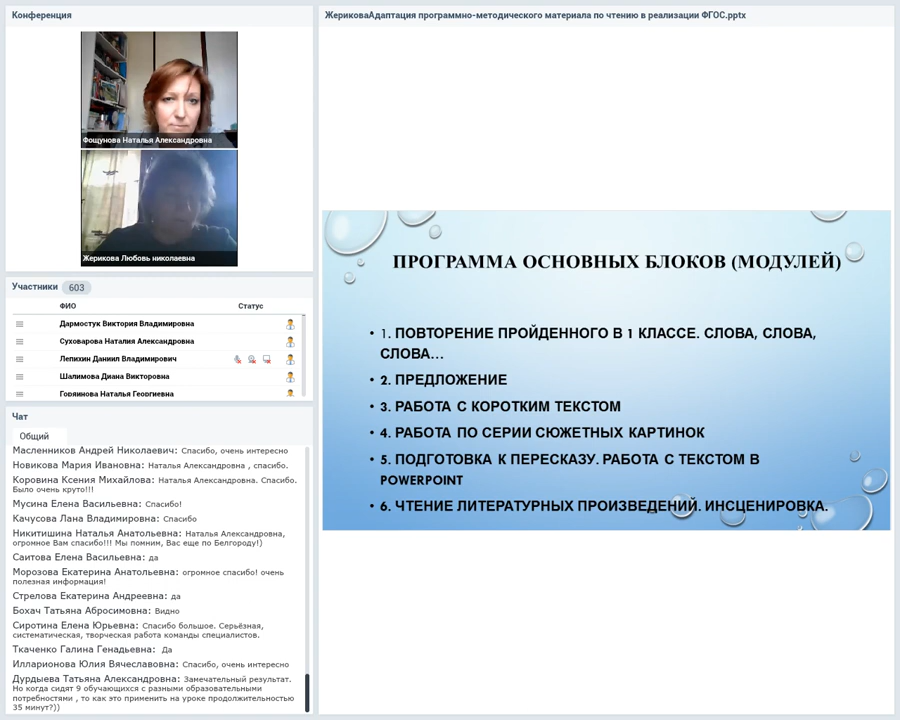 Конференция
Фощунова Наталья Александровна
Жерикова Любовь николаевна
Участники 603
ФИО Статус
Дармостук Виктория Владимировна
Суховарова Наталия Александровна
Лепихин Даниил Владимирович
Шалимова Диана Викторовна
Горяинова Наталья Георгиевна
Чат
Общий
Масленников Андрей Николаевич: Спасибо, очень интересно
Новикова Мария Ивановна: Наталья Александровна , спасибо.
Коровина Ксения Михайлова: Наталья Александровна. Спасибо.
Было очень круто!!!
Мусина Елена Васильевна: Спасибо!
Качусова Лана Владимировна: Спасибо
Никитишина Наталья Анатольевна: Наталья Александровна,
огромное Вам спасибо!!! Мы помним, Вас еще по Белгороду!)
Саитова Елена Васильевна: да
Морозова Екатерина Анатольевна: огромное спасибо! очень
полезная информация!
Стрелова Екатерина Андреевна: да
Бохач Татьяна Абросимовна: Видно
Сиротина Елена Юрьевна: Спасибо большое. Серьёзная,
систематическая, творческая работа команды специалистов.
Ткаченко Галина Генадьевна: Да
Илларионова Юлия Вячеславовна: Спасибо, очень интересно
Дурдыева Татьяна Александровна: Замечательный результат.
Но когда сидят 9 обучающихся с разными образовательными
потребностями , то как это применить на уроке продолжительностью
35 минут?))
ЖериковаАдаптация программно-методического материала по чтению в реализации ФГОС.pptx
ПРОГРАММА ОСНОВНЫХ БЛОКОВ (МОДУЛЕЙ)
• 1. ПОВТОРЕНИЕ ПРОЙДЕННОГО В 1 КЛАССЕ. СЛОВА, СЛОВА,
СЛОВА...
• 2. ПРЕДЛОЖЕНИЕ
• 3. РАБОТА С КОРОТКИМ ТЕКСТОМ
• 4. РАБОТА ПО СЕРИИ СЮЖЕТНЫХ КАРТИНОК
• 5. ПОДГОТОВКА К ПЕРЕСКАЗУ. РАБОТА С ТЕКСТОМ В
POWERPOINT
• 6. ЧТЕНИЕ ЛИТЕРАТУРНЫХ ПРОИЗВЕДЕНИЙ. ИНСЦЕНИРОВКА.